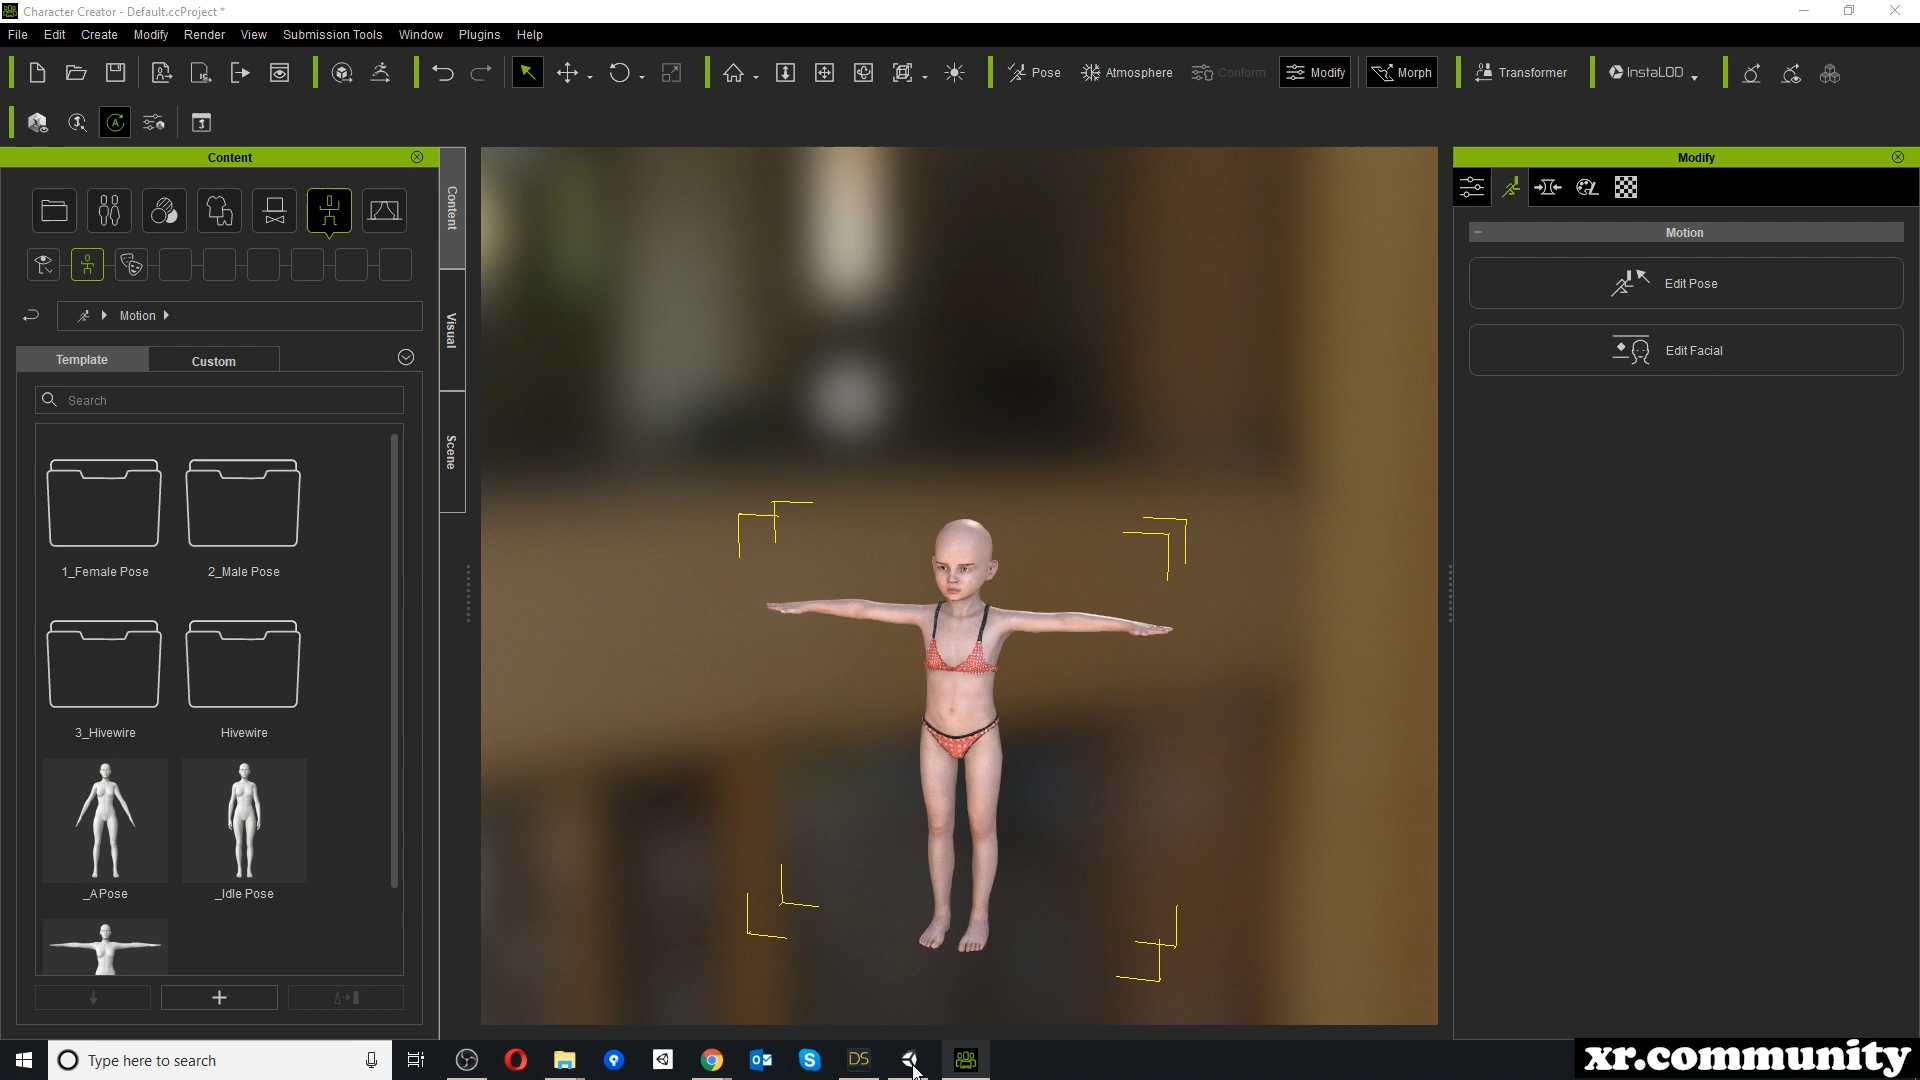 Character Creator - Default.ccProject *
File Edit Create Modify Render View Submission Tools Window Plugins Help
Pose Atmosphere Conform Modify Morph Transformer InstaLOD
Content
Modify
Content
Visual
Scene
Motion
Template Custom
Search
1_Female Pose 2_Male Pose
3_Hivewire Hivewire
_APose _Idle Pose
Motion
Edit Pose
Edit Facial
Type here to search
DS
xr.community